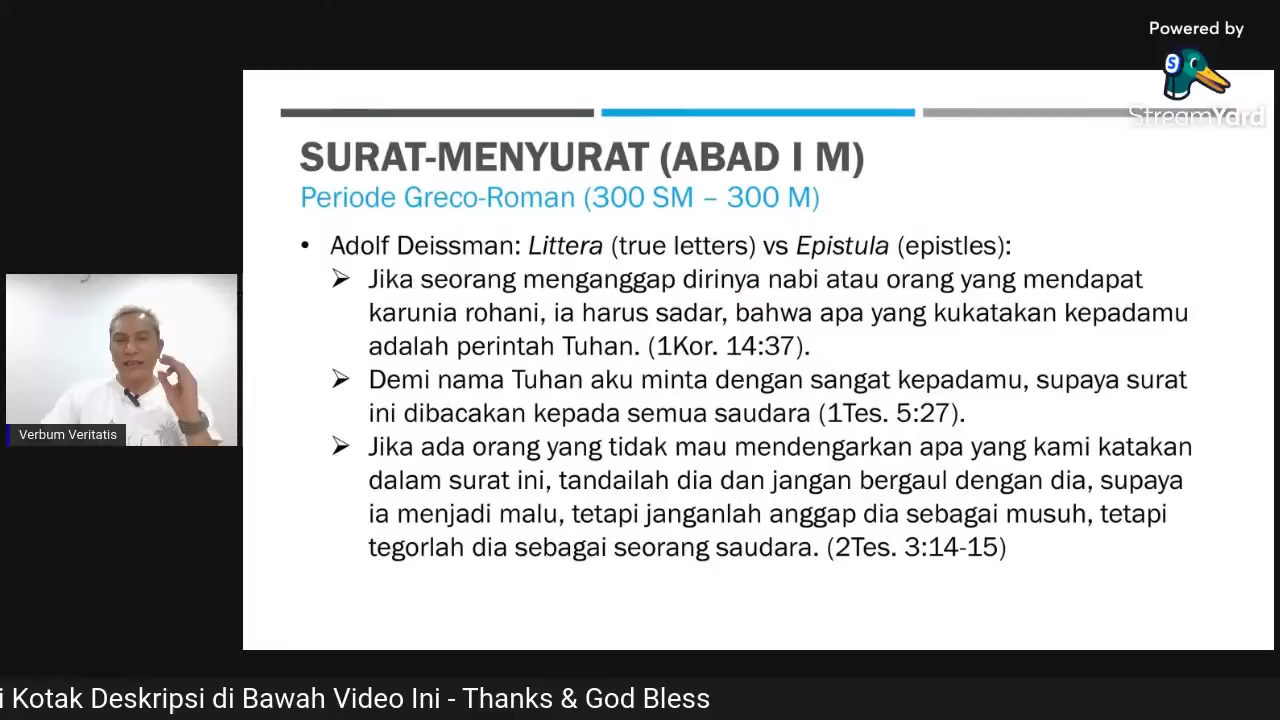 Powered by
S
StreamYard
SURAT-MENYURAT (ABAD I M)
Periode Greco-Roman (300 SM – 300 M)
• Adolf Deissman: Littera (true letters) vs Epistula (epistles):
➢ Jika seorang menganggap dirinya nabi atau orang yang mendapat
karunia rohani, ia harus sadar, bahwa apa yang kukatakan kepadamu
adalah perintah Tuhan. (1Kor. 14:37).
➢ Demi nama Tuhan aku minta dengan sangat kepadamu, supaya surat
ini dibacakan kepada semua saudara (1Tes. 5:27).
➢ Jika ada orang yang tidak mau mendengarkan apa yang kami katakan
dalam surat ini, tandailah dia dan jangan bergaul dengan dia, supaya
ia menjadi malu, tetapi janganlah anggap dia sebagai musuh, tetapi
tegorlah dia sebagai seorang saudara. (2Tes. 3:14-15)
Verbum Veritatis
i Kotak Deskripsi di Bawah Video Ini - Thanks & God Bless